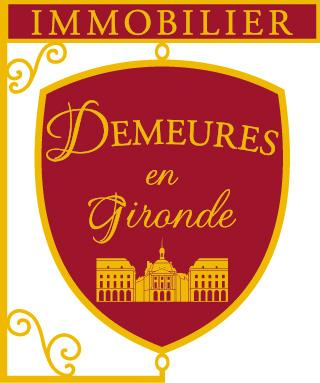 IMMOBILIER
DEMEURES
en
Gironde